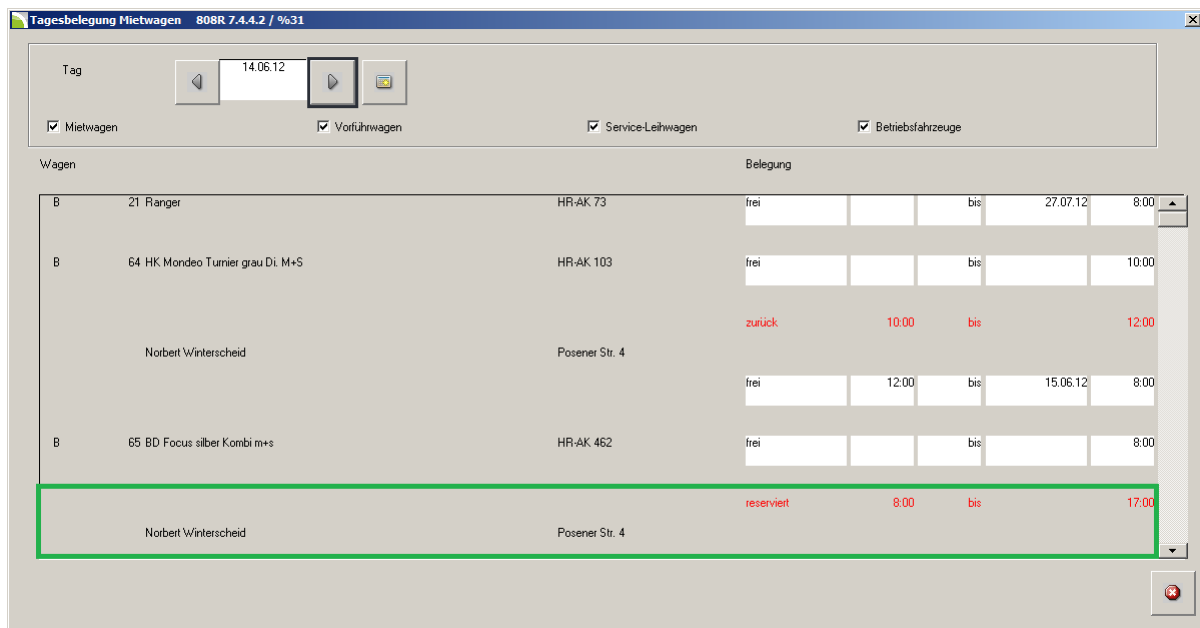 Tagesbelegung Mietwagen 808R 7.4.4.2 / %31
Tag 14.06.12
Mietwagen Vorführwagen Service-Leihwagen Betriebsfahrzeuge
Wagen Belegung
B 21 Ranger HR-AK 73 frei bis 27.07.12 8:00
B 64 HK Mondeo Turnier grau Di. M+S HR-AK 103 frei bis 10:00
zurück 10:00 bis 12:00
Norbert Winterscheid Posener Str. 4
frei 12:00 bis 15.06.12 8:00
B 65 BD Focus silber Kombi m+s HR-AK 462 frei bis 8:00
reserviert 8:00 bis 17:00
Norbert Winterscheid Posener Str. 4